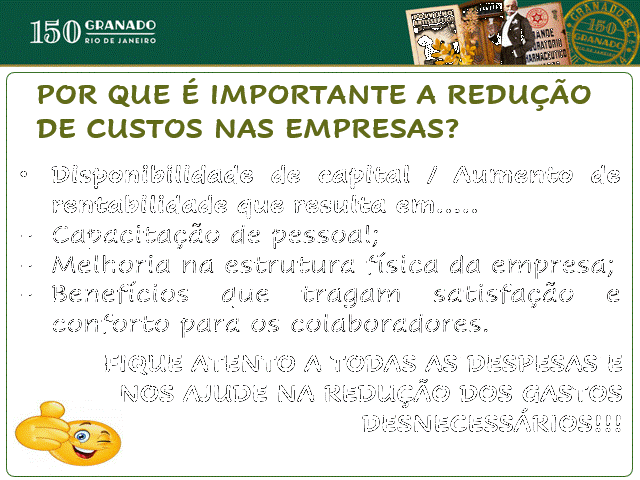 150 GRANADO
RIO DE JANEIRO
GRANADO
150
GRANADO
POR QUE É IMPORTANTE A REDUÇÃO
DE CUSTOS NAS EMPRESAS?
• Disponibilidade de capital / Aumento de
rentabilidade que resulta em.....
- Capacitação de pessoal;
- Melhoria na estrutura física da empresa;
- Benefícios que tragam satisfação e
conforto para os colaboradores.
FIQUE ATENTO A TODAS AS DESPESAS E
NOS AJUDE NA REDUÇÃO DOS GASTOS
DESNECESSÁRIOS!!!